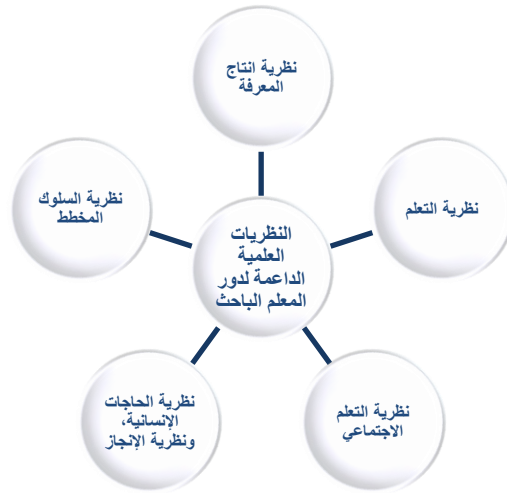 نظرية انتاج
المعرفة
نظرية السلوك
المخطط
نظرية التعلم
النظريات
العلمية
الداعمة لدور
المعلم الباحث
نظرية الحاجات
الإنسانية،
ونظرية الإنجاز
نظرية التعلم
الاجتماعي